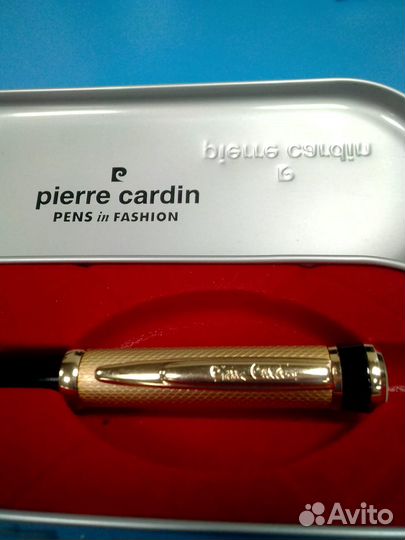 pierre cardin
pierre cardin
PENS in FASHION
Pierre Cardin
Avito